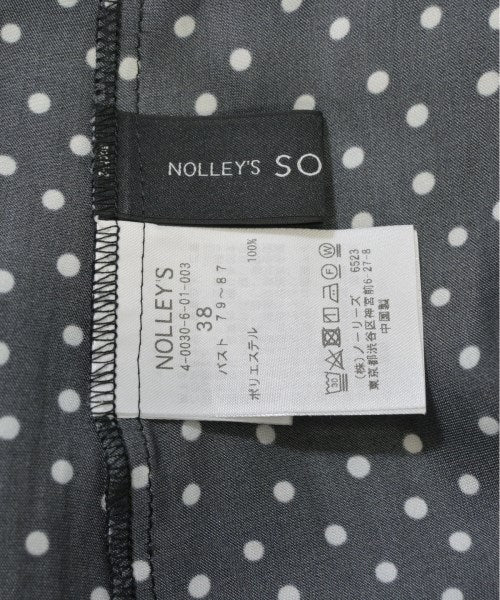 NOLLEY'S SO
NOLLEY'S
4-0030-6-01-003
38
バスト 79~87
ポリエステル 100%
30
(株)ノーリーズ 6523
東京都渋谷区神宮前6-27-8
中国製